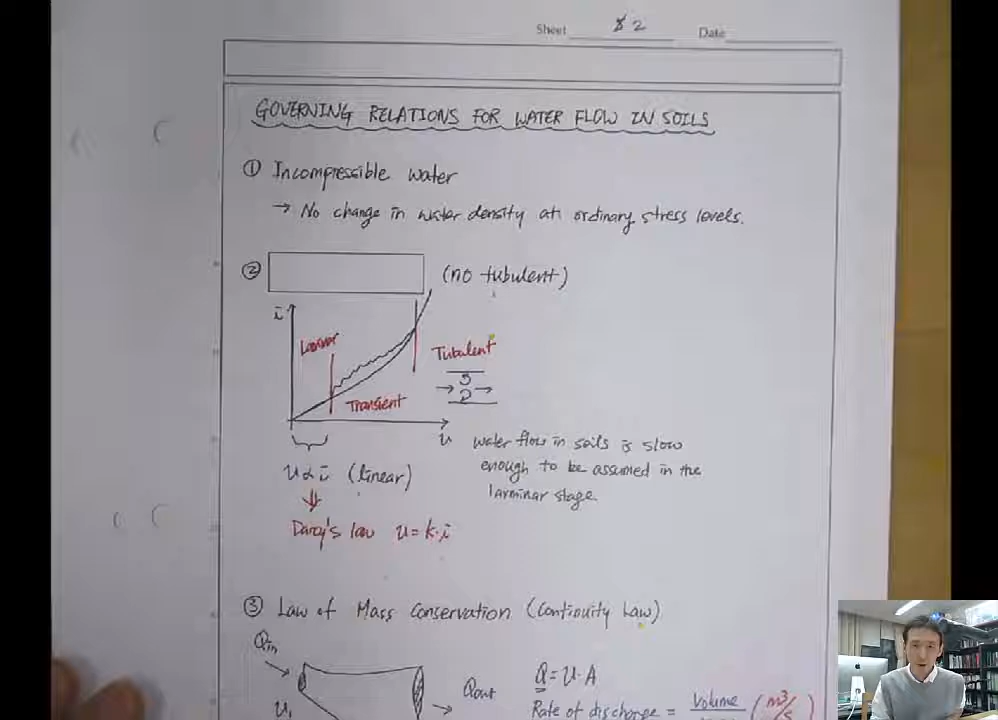 Sheet 2 Date
GOVERNING RELATIONS FOR WATER FLOW IN SOILS
① Incompressible water
→ No change in water density at ordinary stress levels.
② (no tubulent)
i
Laminar
Tubulent
Transient
u
u ∝ i (linear)
water flow in soils is slow
enough to be assumed in the
larminar stage.
Darcy's law u = k·i
③ Law of Mass Conservation (Continuity Law)
Qin
Qout
u1
Q = u·A
Rate of discharge = volume (m³/s)